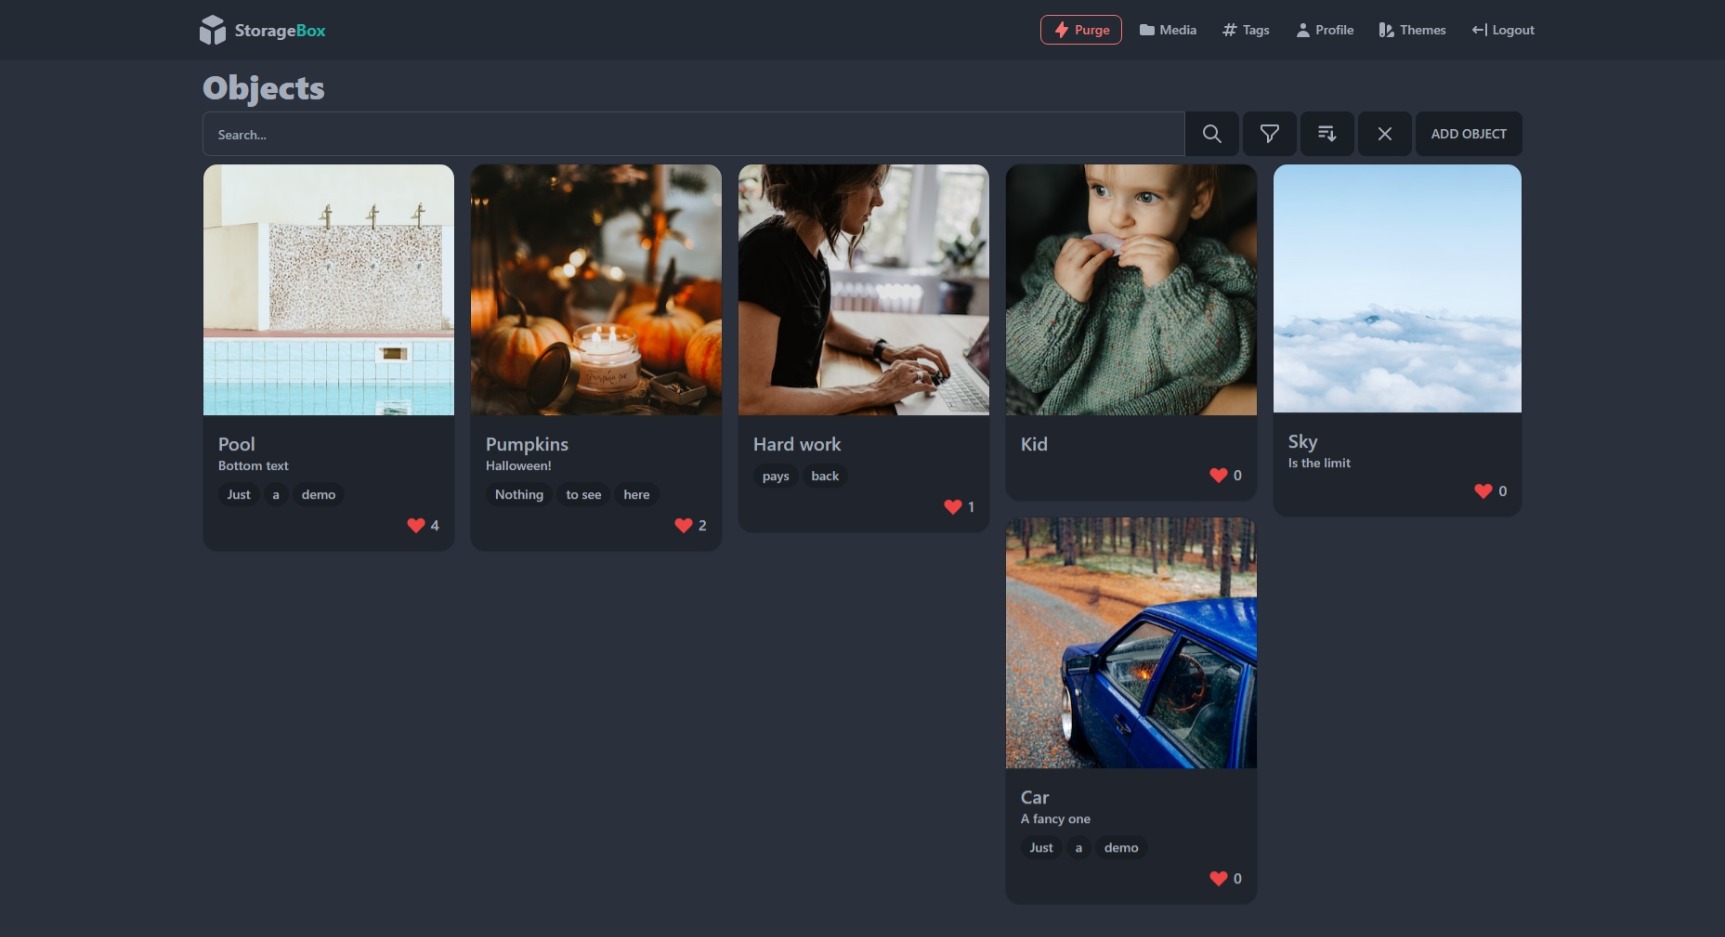 StorageBox
Purge
Media
Tags
Profile
Themes
Logout
Objects
Search...
ADD OBJECT
Pool
Bottom text
Just a demo
4
Pumpkins
Halloween!
Nothing to see here
2
Hard work
pays back
1
Kid
0
Sky
Is the limit
0
Car
A fancy one
Just a demo
0